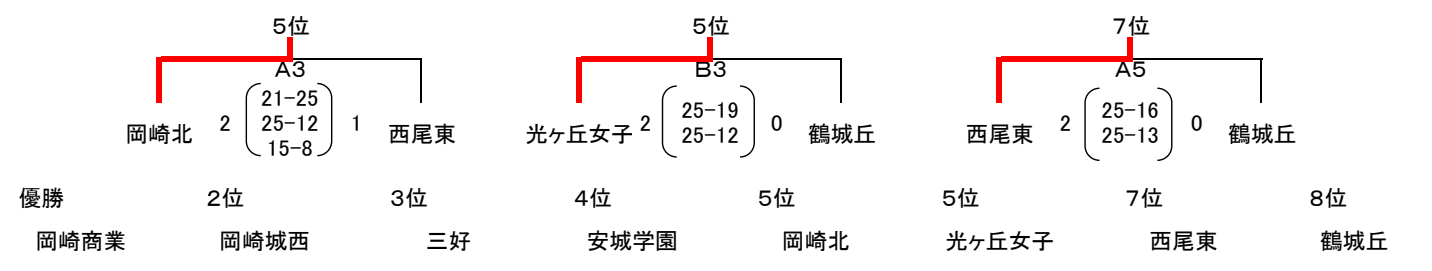 ５位 ５位 ７位
Ａ３ Ｂ３ Ａ５
岡崎北 2 21−25 25−12 15−8 1 西尾東 光ヶ丘女子 2 25−19 25−12 0 鶴城丘 西尾東 2 25−16 25−13 0 鶴城丘
優勝 ２位 ３位 ４位 ５位 ５位 ７位 ８位
岡崎商業 岡崎城西 三好 安城学園 岡崎北 光ヶ丘女子 西尾東 鶴城丘